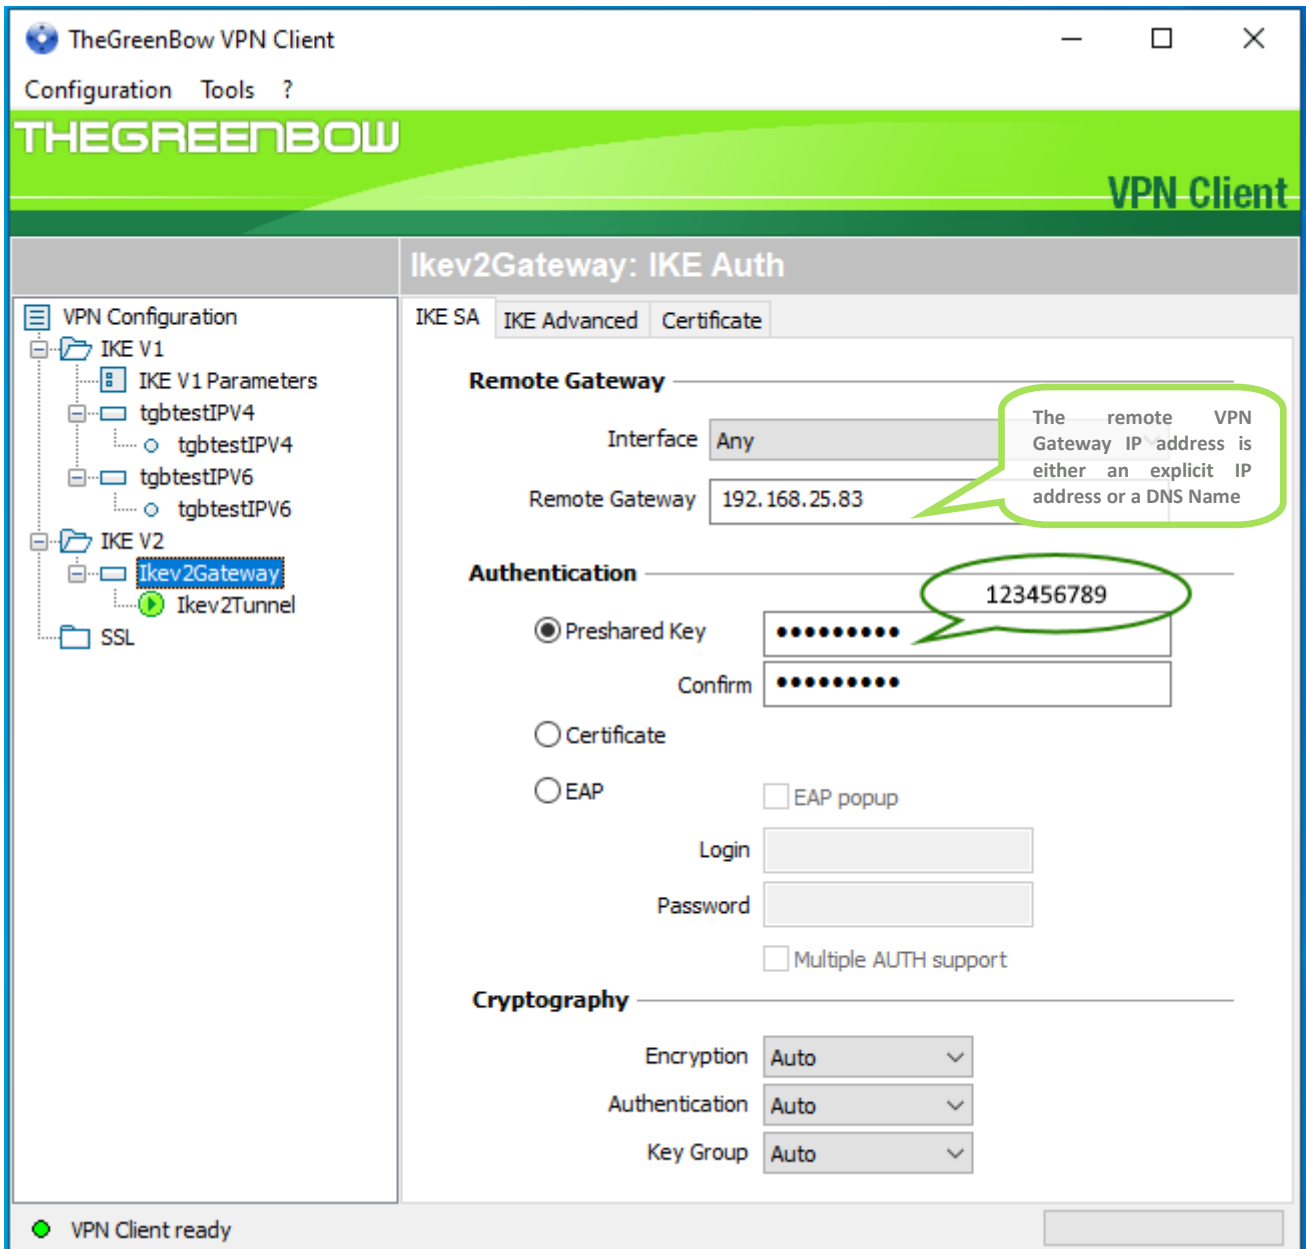 TheGreenBow VPN Client
Configuration Tools ?
THEGREENBOW
VPN Client
Ikev2Gateway: IKE Auth
VPN Configuration
IKE V1
IKE V1 Parameters
tgbtestIPV4
tgbtestIPV4
tgbtestIPV6
tgbtestIPV6
IKE V2
Ikev2Gateway
Ikev2Tunnel
SSL
IKE SA IKE Advanced Certificate
Remote Gateway
Interface Any
Remote Gateway 192.168.25.83
The remote VPN
Gateway IP address is
either an explicit IP
address or a DNS Name
Authentication
123456789
Preshared Key •••••••••
Confirm •••••••••
Certificate
EAP EAP popup
Login
Password
Multiple AUTH support
Cryptography
Encryption Auto
Authentication Auto
Key Group Auto
VPN Client ready